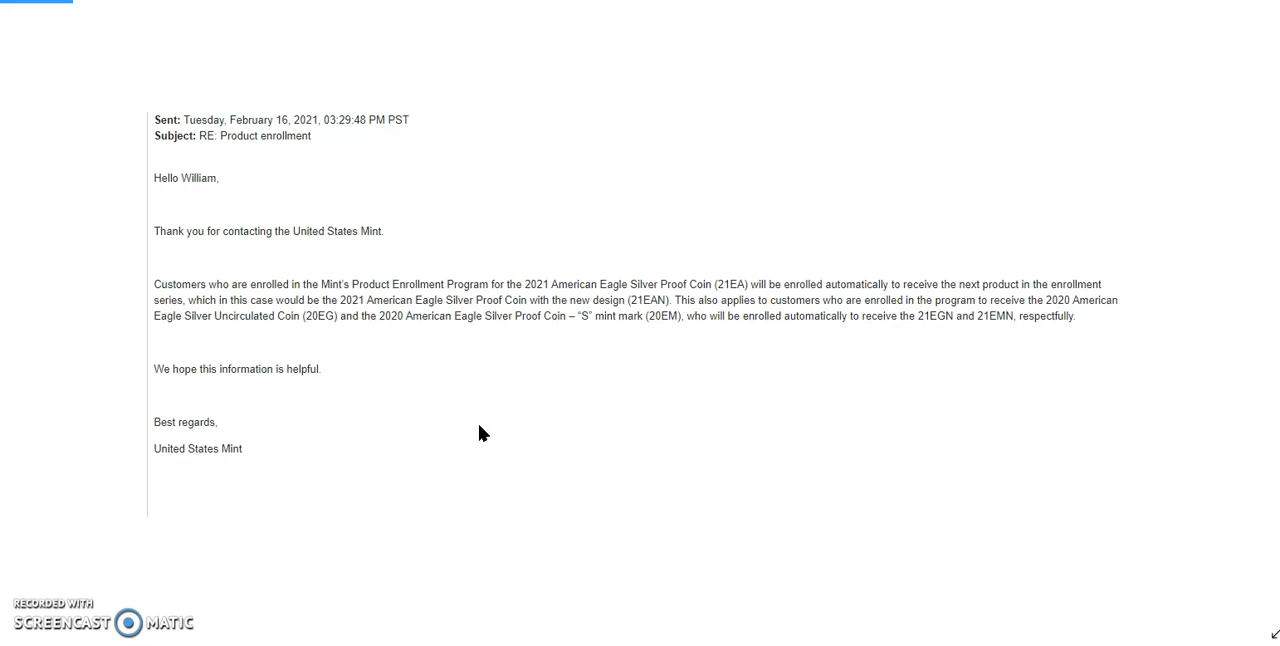 Sent: Tuesday, February 16, 2021, 03:29:48 PM PST
Subject: RE: Product enrollment
Hello William,
Thank you for contacting the United States Mint.
Customers who are enrolled in the Mint's Product Enrollment Program for the 2021 American Eagle Silver Proof Coin (21EA) will be enrolled automatically to receive the next product in the enrollment
series, which in this case would be the 2021 American Eagle Silver Proof Coin with the new design (21EAN). This also applies to customers who are enrolled in the program to receive the 2020 American
Eagle Silver Uncirculated Coin (20EG) and the 2020 American Eagle Silver Proof Coin – “S” mint mark (20EM), who will be enrolled automatically to receive the 21EGN and 21EMN, respectfully.
We hope this information is helpful.
Best regards,
United States Mint
RECORDED WITH
SCREENCAST MATIC